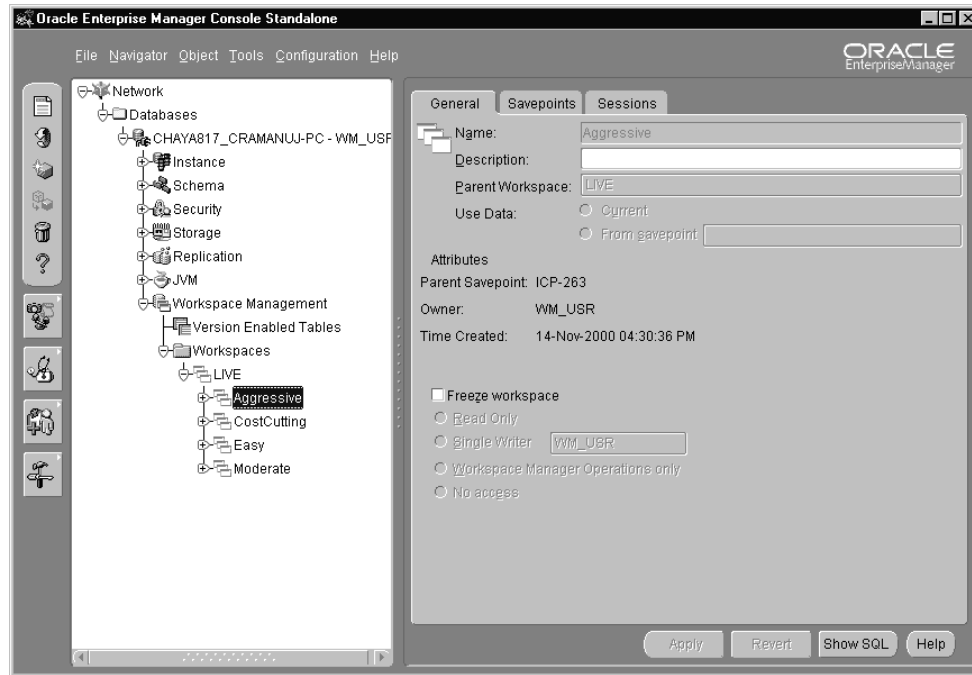 Oracle Enterprise Manager Console Standalone
File Navigator Object Tools Configuration Help
ORACLE
EnterpriseManager
Network
Databases
CHAYA817_CRAMANUJ-PC - WM_USR
Instance
Schema
Security
Storage
Replication
JVM
Workspace Management
Version Enabled Tables
Workspaces
LIVE
Aggressive
CostCutting
Easy
Moderate
General Savepoints Sessions
Name: Aggressive
Description:
Parent Workspace: LIVE
Use Data: Current
From savepoint
Attributes
Parent Savepoint: ICP-263
Owner: WM_USR
Time Created: 14-Nov-2000 04:30:36 PM
Freeze workspace
Read Only
Single Writer WM_USR
Workspace Manager Operations only
No access
Apply Revert Show SQL Help